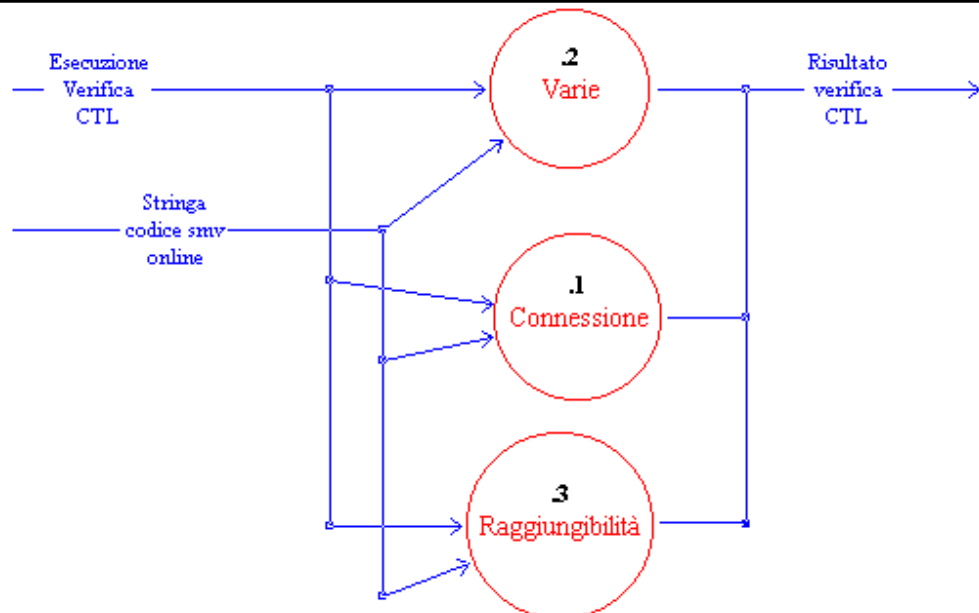 Esecuzione
Verifica
CTL
.2
Varie
Risultato
verifica
CTL
Stringa
codice smv
online
.1
Connessione
.3
Raggiungibilità